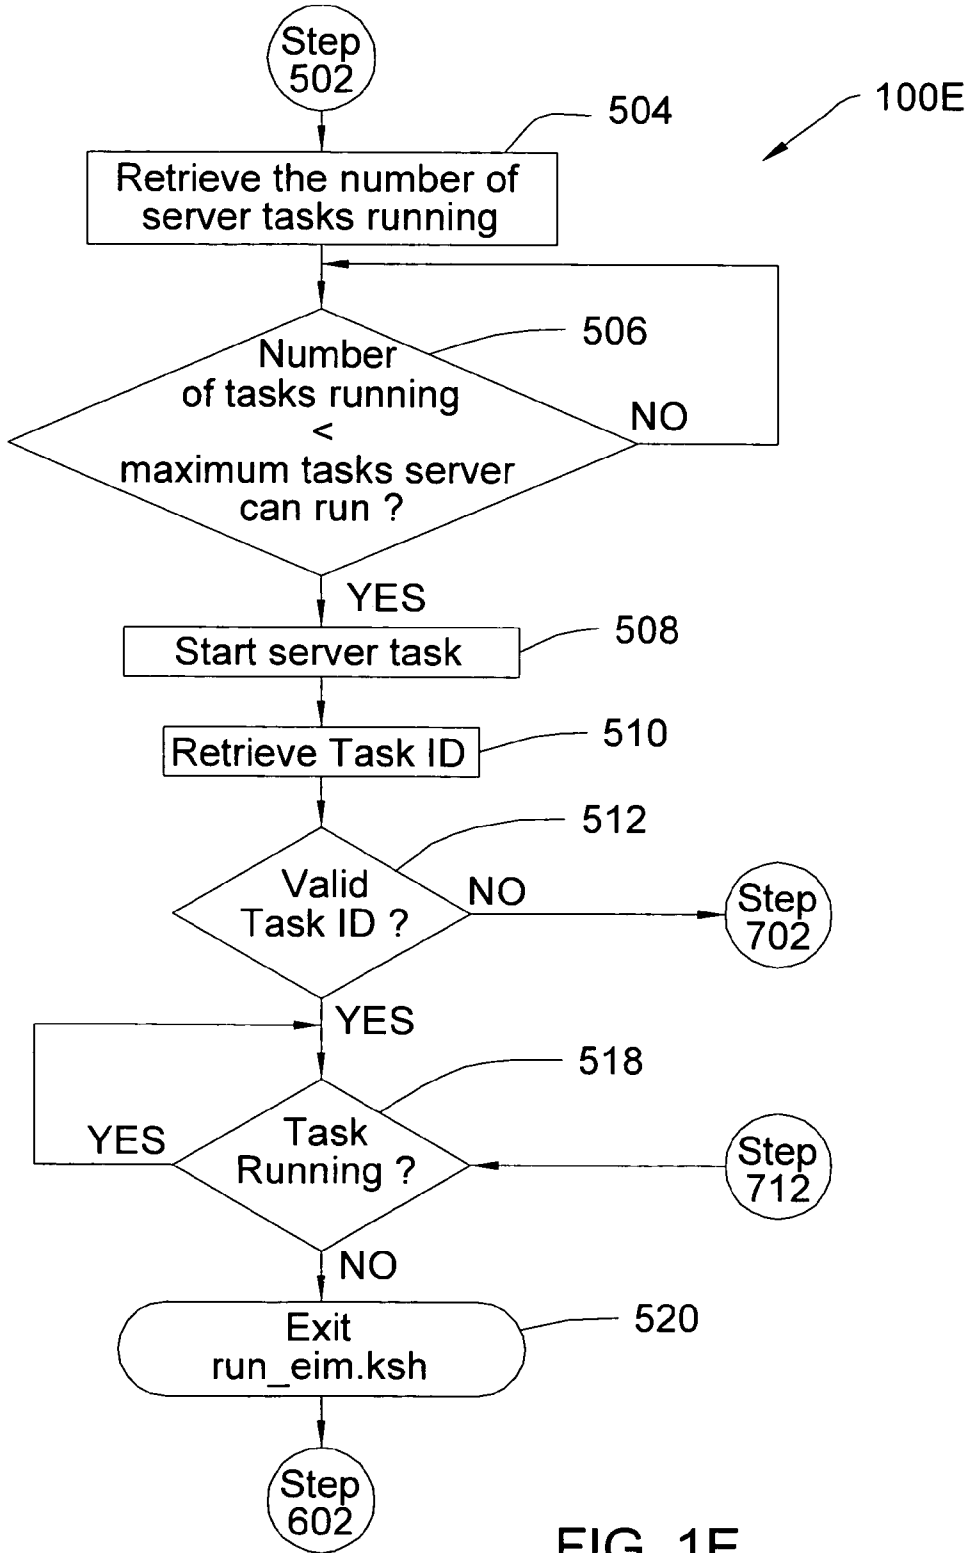 Step
502
100E
504
Retrieve the number of
server tasks running
506
Number
of tasks running
<
maximum tasks server
can run ?
NO
YES
508
Start server task
510
Retrieve Task ID
512
Valid
Task ID ?
NO
Step
702
YES
518
Task
Running ?
YES
Step
712
NO
520
Exit
run_eim.ksh
Step
602
FIG. 1E